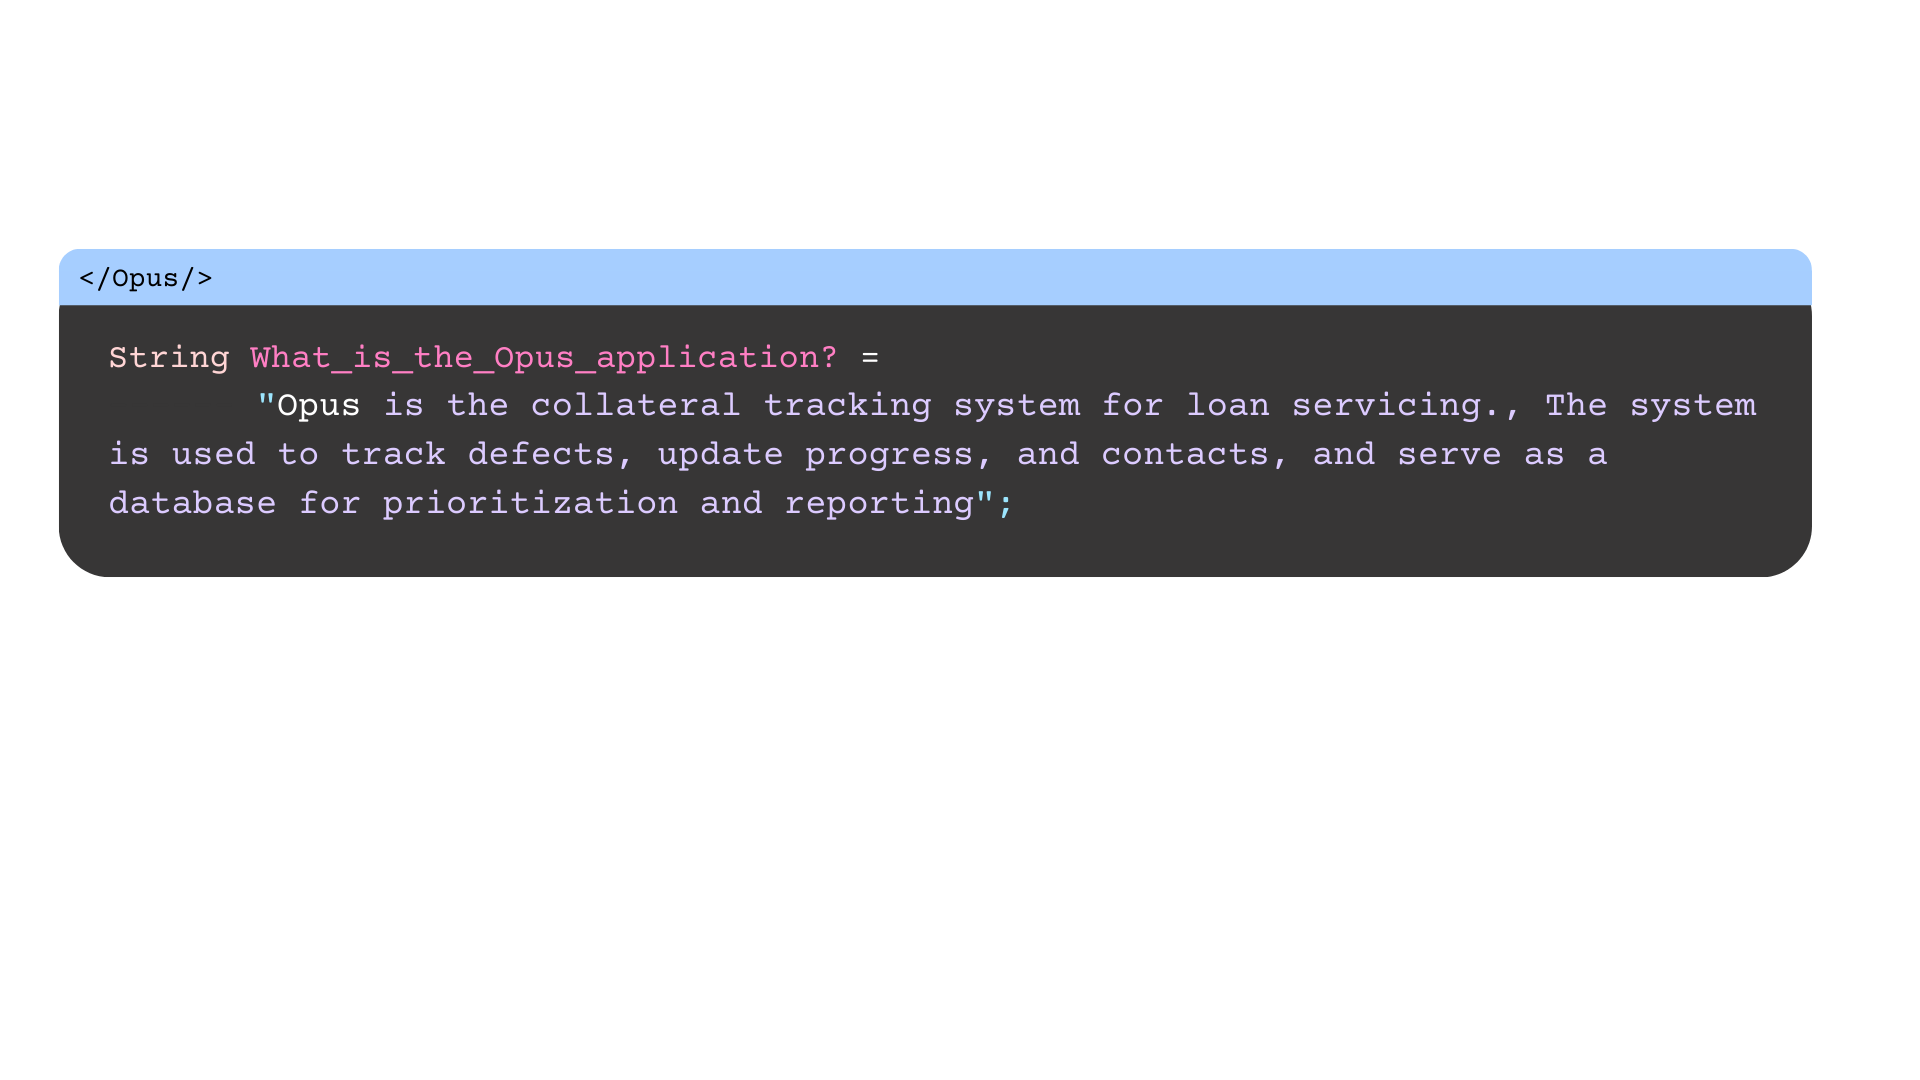 </Opus/>
String What_is_the_Opus_application? =
"Opus is the collateral tracking system for loan servicing., The system
is used to track defects, update progress, and contacts, and serve as a
database for prioritization and reporting";